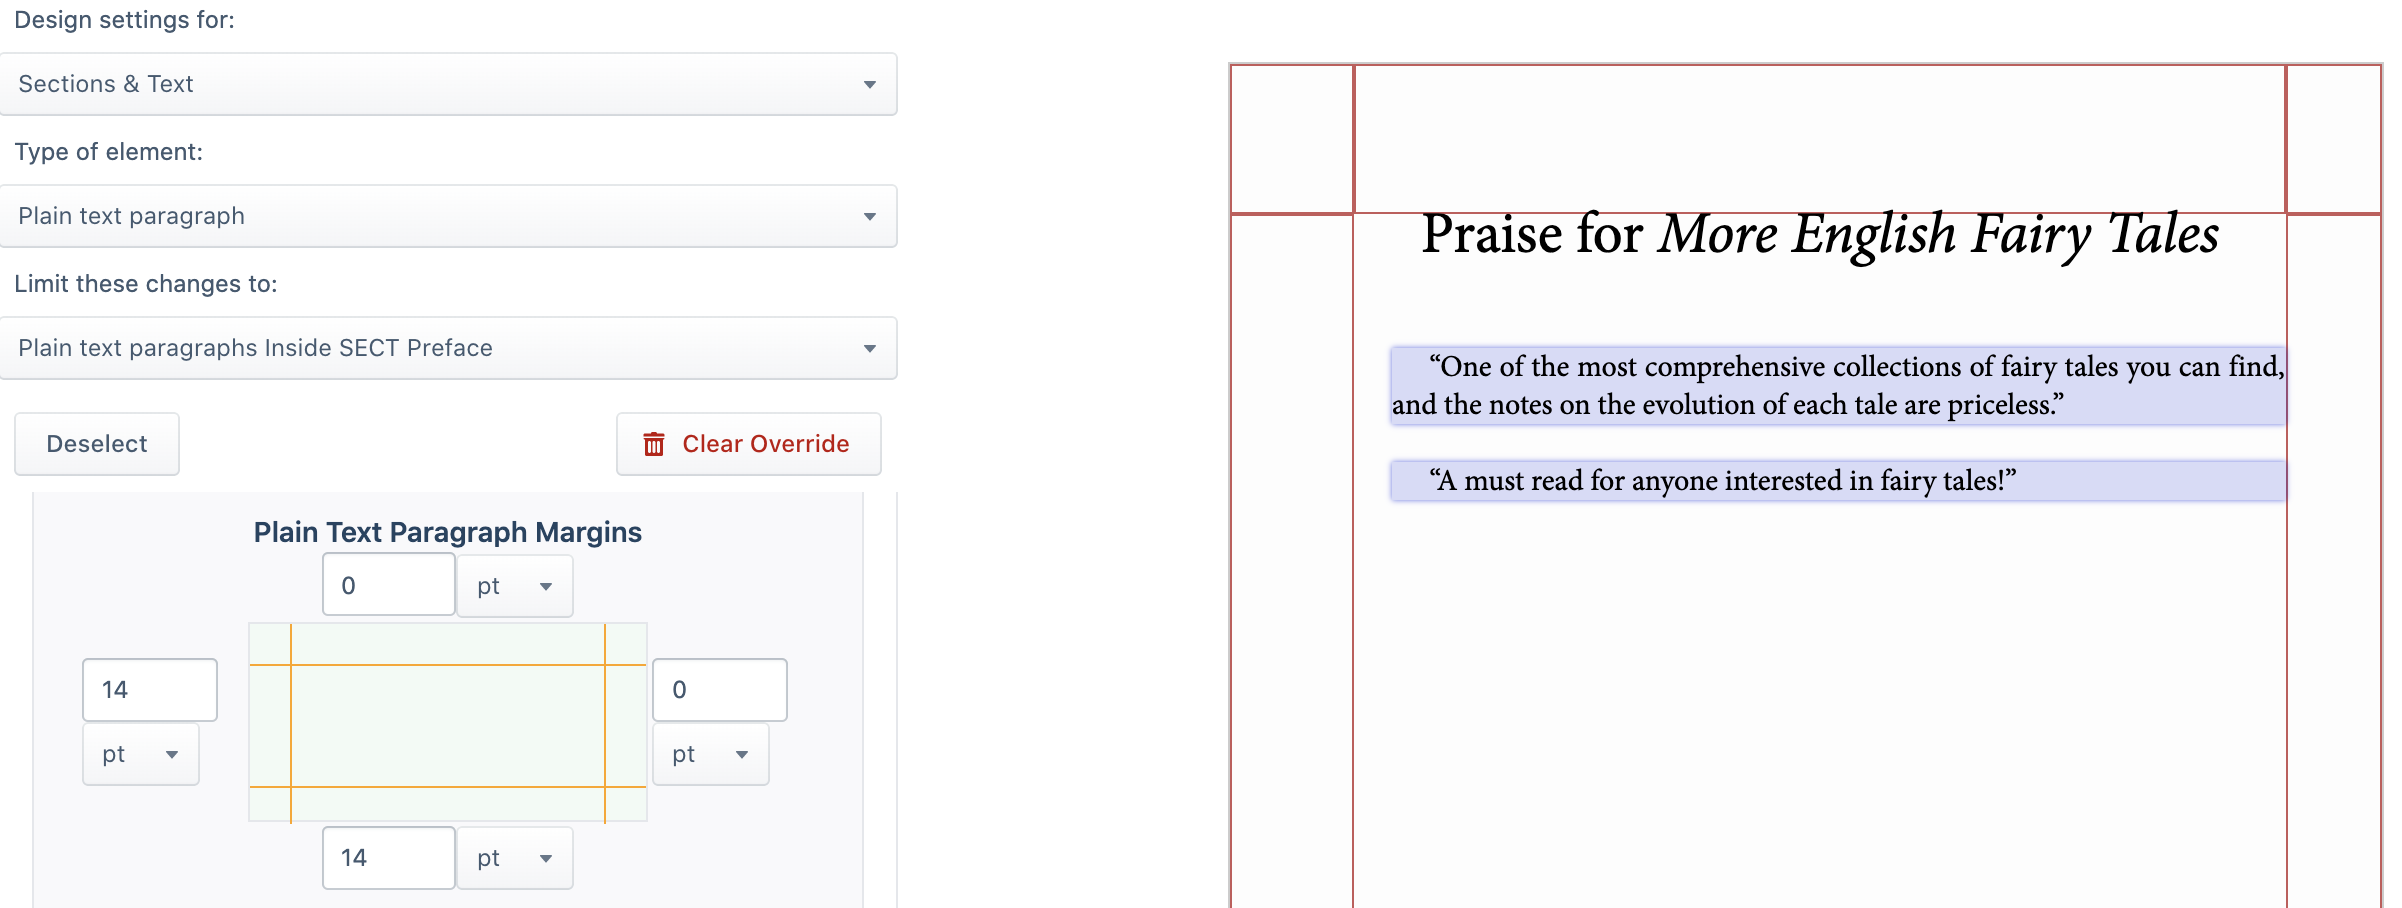 Design settings for:
Sections & Text
Type of element:
Plain text paragraph
Limit these changes to:
Plain text paragraphs Inside SECT Preface
Deselect
Clear Override
Plain Text Paragraph Margins
0 pt
14 pt
0 pt
14 pt
Praise for More English Fairy Tales
“One of the most comprehensive collections of fairy tales you can find,
and the notes on the evolution of each tale are priceless.”
“A must read for anyone interested in fairy tales!”